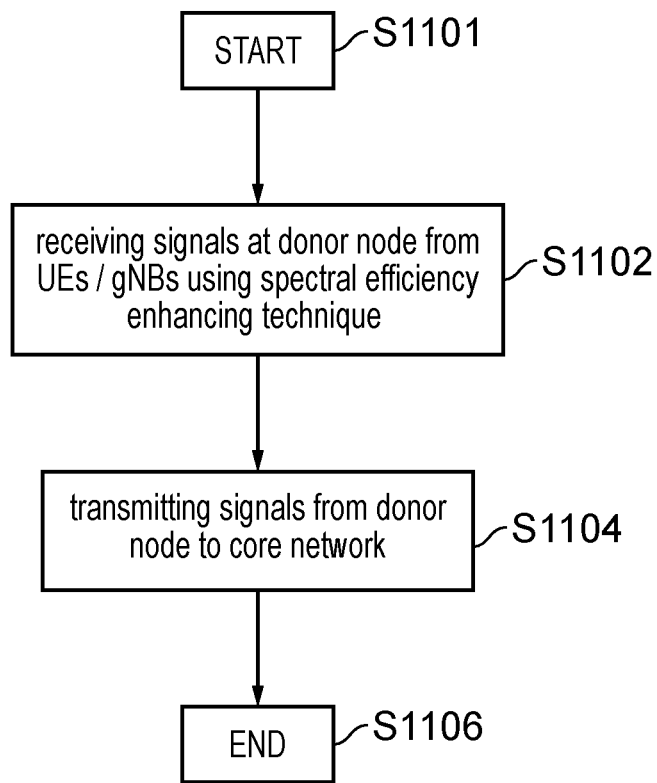 START
S1101
receiving signals at donor node from
UEs / gNBs using spectral efficiency
enhancing technique
S1102
transmitting signals from donor
node to core network
S1104
END
S1106